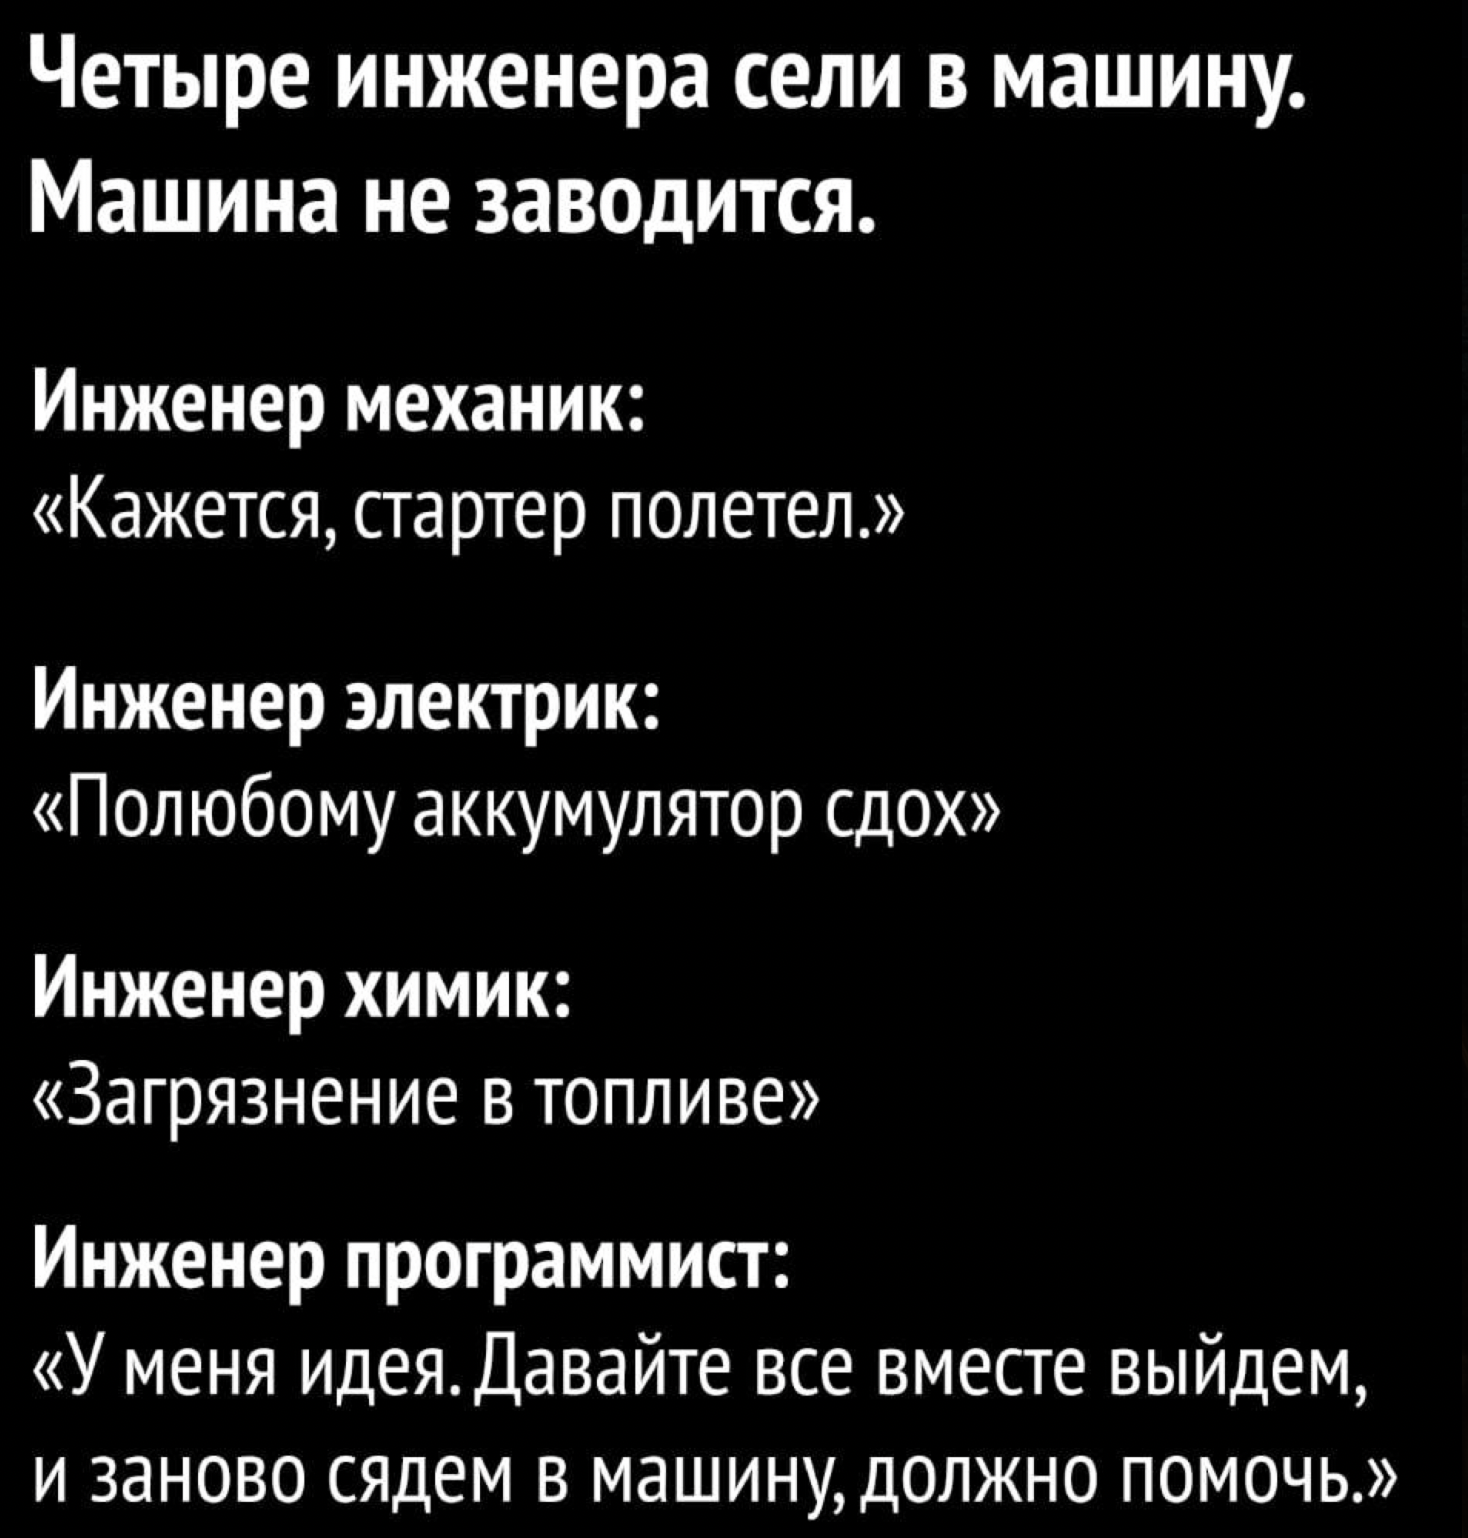 Четыре инженера сели в машину.
Машина не заводится.
Инженер механик:
«Кажется, стартер полетел.»
Инженер электрик:
«Полюбому аккумулятор сдох»
Инженер химик:
«Загрязнение в топливе»
Инженер программист:
«У меня идея. Давайте все вместе выйдем,
и заново сядем в машину, должно помочь.»